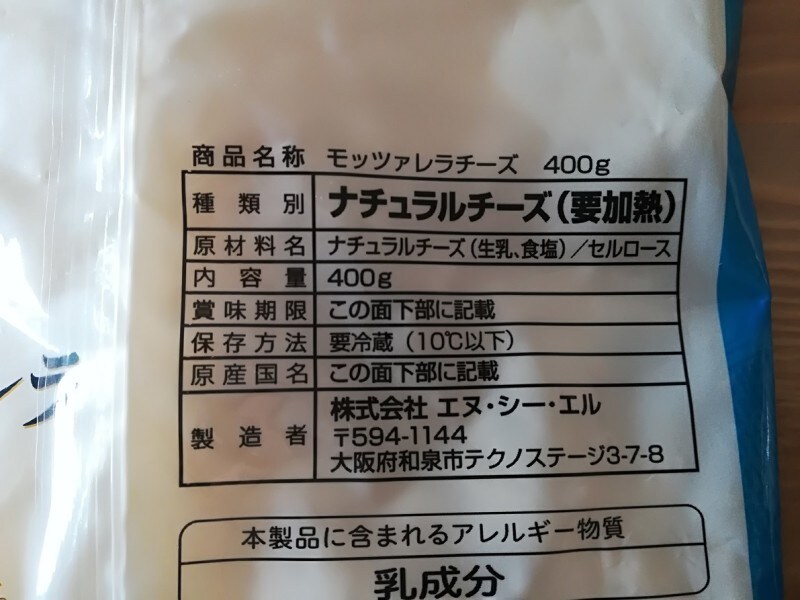 商品名称 モッツァレラチーズ 400g
種類別 ナチュラルチーズ(要加熱)
原材料名 ナチュラルチーズ(生乳、食塩)/セルロース
内容量 400g
賞味期限 この面下部に記載
保存方法 要冷蔵(10℃以下)
原産国名 この面下部に記載
製造者 株式会社 エヌ・シー・エル
〒594-1144
大阪府和泉市テクノステージ3-7-8
本製品に含まれるアレルギー物質
乳成分